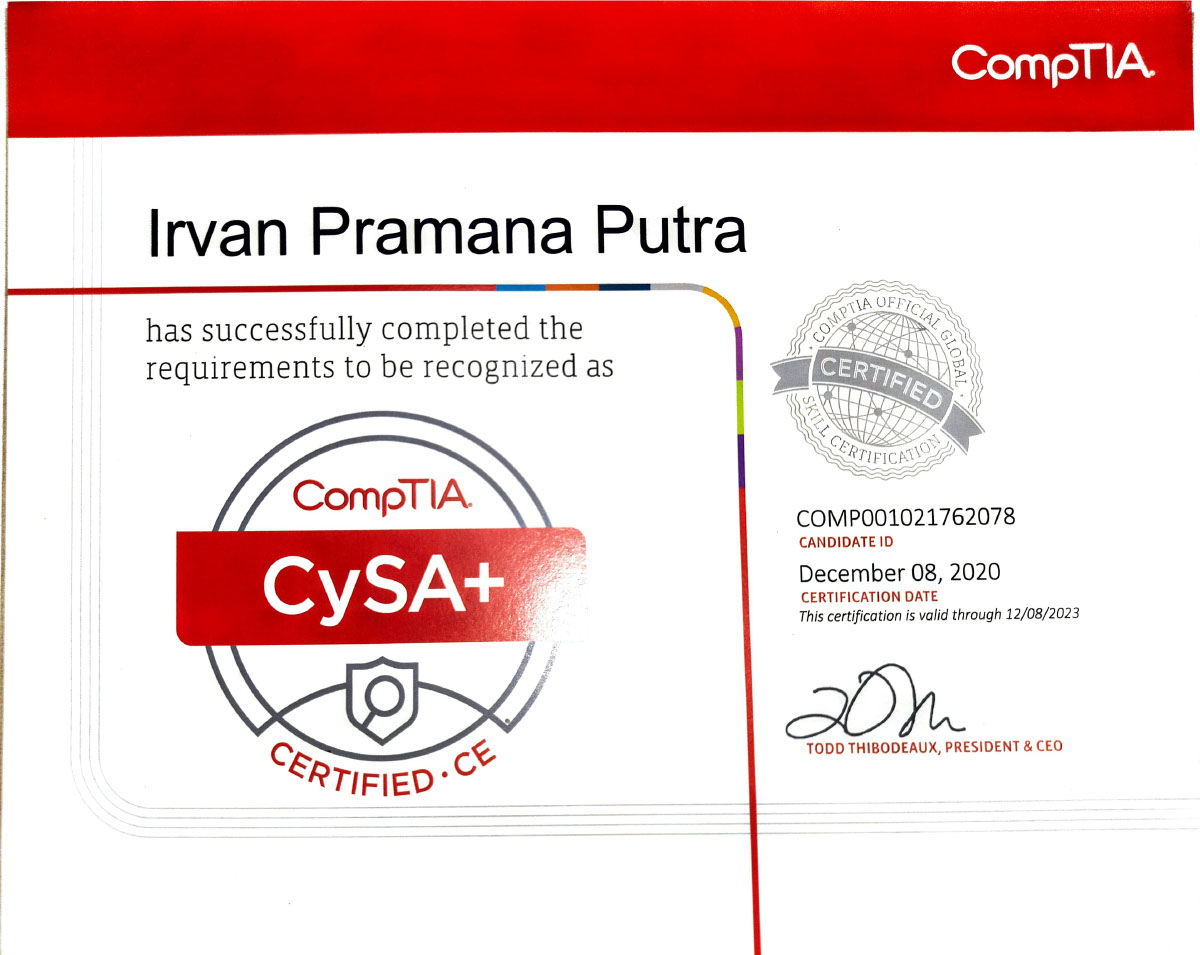 CompTIA.
Irvan Pramana Putra
has successfully completed the
requirements to be recognized as
COMPTIA OFFICIAL GLOBAL
CERTIFIED
SKILL CERTIFICATION
CompTIA.
CySA+
CERTIFIED · CE
COMP001021762078
CANDIDATE ID
December 08, 2020
CERTIFICATION DATE
This certification is valid through 12/08/2023
TODD THIBODEAUX, PRESIDENT & CEO